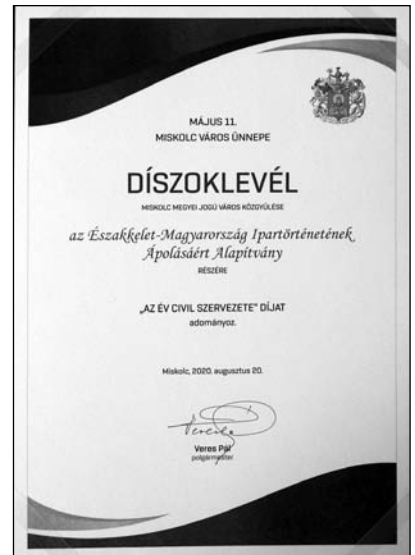 MÁJUS 11.
MISKOLC VÁROS ÜNNEPE
DÍSZOKLEVÉL
MISKOLC MEGYEI JOGÚ VÁROS KÖZGYŰLÉSE
az Északkelet-Magyarország Ipartörténetének
Ápolásáért Alapítvány
RÉSZÉRE
„AZ ÉV CIVIL SZERVEZETE” DÍJAT
adományoz.
Miskolc, 2020. augusztus 20.
Veres Pál
polgármester